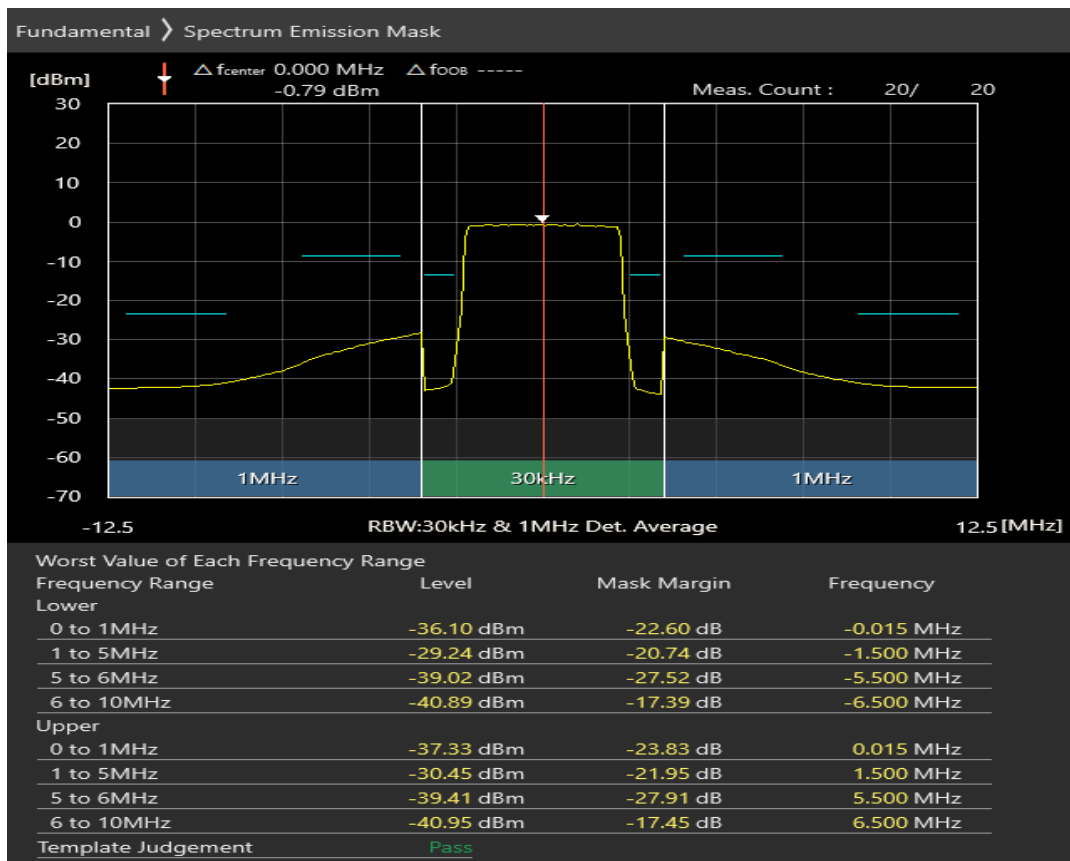 Fundamental 〉 Spectrum Emission Mask
[dBm] △ fcenter 0.000 MHz △ fOOB -----
-0.79 dBm Meas. Count : 20/ 20
30
20
10
0
-10
-20
-30
-40
-50
-60
1MHz 30kHz 1MHz
-70
-12.5 RBW:30kHz & 1MHz Det. Average 12.5 [MHz]
Worst Value of Each Frequency Range
Frequency Range Level Mask Margin Frequency
Lower
0 to 1MHz -36.10 dBm -22.60 dB -0.015 MHz
1 to 5MHz -29.24 dBm -20.74 dB -1.500 MHz
5 to 6MHz -39.02 dBm -27.52 dB -5.500 MHz
6 to 10MHz -40.89 dBm -17.39 dB -6.500 MHz
Upper
0 to 1MHz -37.33 dBm -23.83 dB 0.015 MHz
1 to 5MHz -30.45 dBm -21.95 dB 1.500 MHz
5 to 6MHz -39.41 dBm -27.91 dB 5.500 MHz
6 to 10MHz -40.95 dBm -17.45 dB 6.500 MHz
Template Judgement Pass